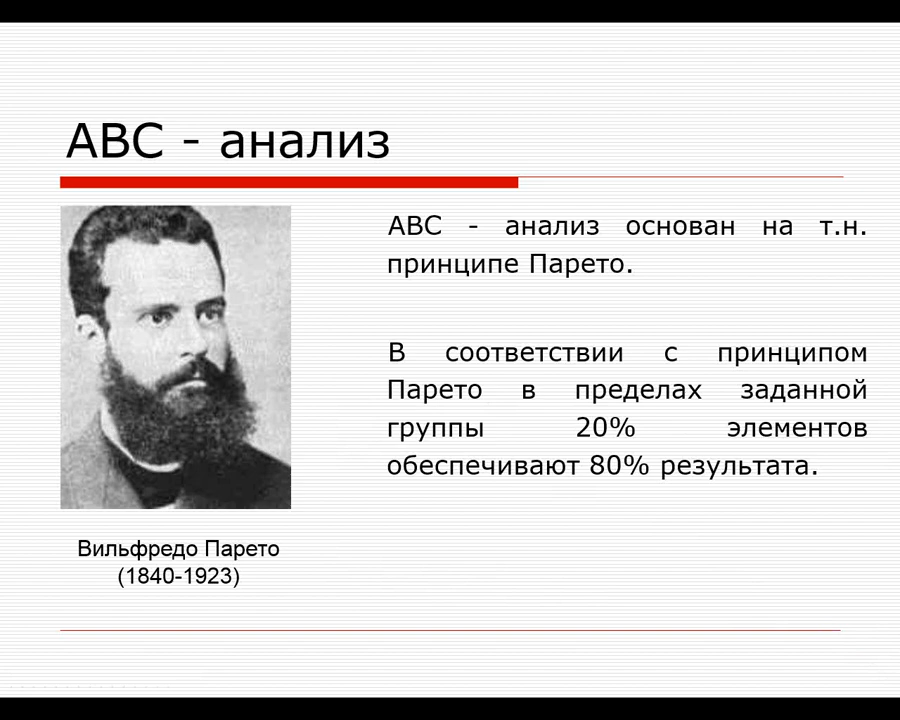 АВС - анализ
АВС - анализ основан на т.н.
принципе Парето.
В соответствии с принципом
Парето в пределах заданной
группы 20% элементов
обеспечивают 80% результата.
Вильфредо Парето
(1840-1923)